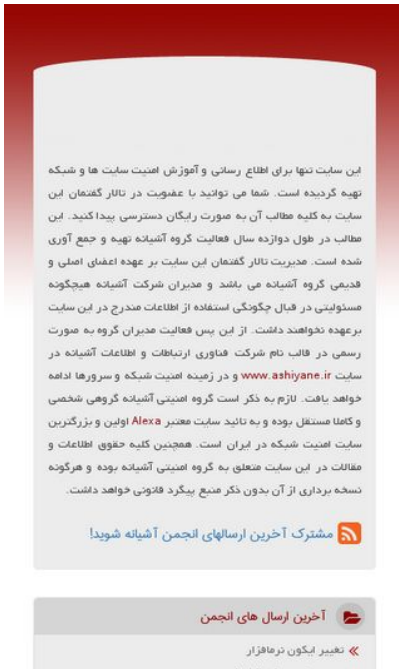 این سایت تنها برای اطلاع رسانی و آموزش امنیت سایت ها و شبکه
تهیه گردیده است. شما می توانید با عضویت در تالار گفتمان این
سایت به کلیه مطالب آن به صورت رایگان دسترسی پیدا کنید. این
مطالب در طول دوازده سال فعالیت گروه آشیانه تهیه و جمع آوری
شده است. مدیریت تالار گفتمان این سایت بر عهده اعضای اصلی و
قدیمی گروه آشیانه می باشد و مدیران شرکت آشیانه هیچگونه
مسئولیتی در قبال چگونگی استفاده از اطلاعات مندرج در این سایت
برعهده نخواهند داشت. از این پس فعالیت مدیران گروه به صورت
رسمی در قالب نام شرکت فناوری ارتباطات و اطلاعات آشیانه در
سایت www.ashiyane.ir و در زمینه امنیت شبکه و سرورها ادامه
خواهد یافت. لازم به ذکر است گروه امنیتی آشیانه گروهی شخصی
و کاملا مستقل بوده و به تائید سایت معتبر Alexa اولین و بزرگترین
سایت امنیت شبکه در ایران است. همچنین کلیه حقوق اطلاعات و
مقالات در این سایت متعلق به گروه امنیتی آشیانه بوده و هرگونه
نسخه برداری از آن بدون ذکر منبع پیگرد قانونی خواهد داشت.
مشترک آخرین ارسالهای انجمن آشیانه شوید!
آخرین ارسال های انجمن
تغییر ایکون نرمافزار